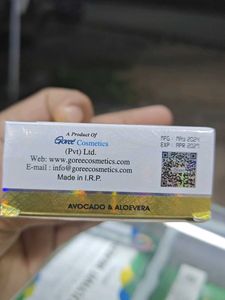 A Product Of
Goree Cosmetics
(Pvt) Ltd.
Web: www.goreecosmetics.com
E-mail : info@goreecosmetics.com
Made in I.R.P.
MFG : May 2024
EXP : APR 2027
AVOCADO & ALOEVERA